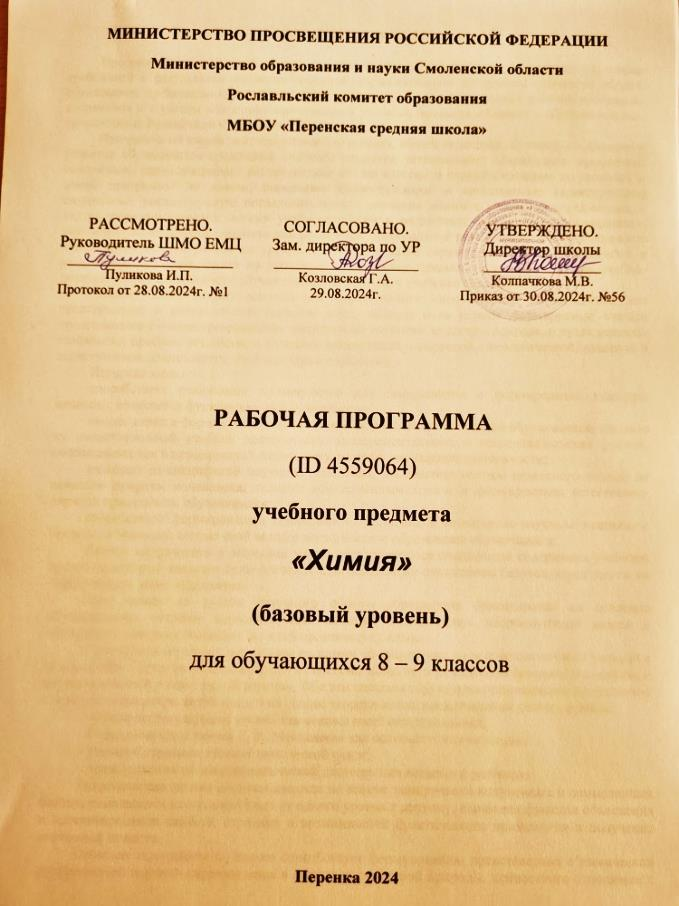 МИНИСТЕРСТВО ПРОСВЕЩЕНИЯ РОССИЙСКОЙ ФЕДЕРАЦИИ
Министерство образования и науки Смоленской области
Рославльский комитет образования
МБОУ «Перенская средняя школа»
РАССМОТРЕНО.
Руководитель ШМО ЕМЦ
Пуликова
Пуликова И.П.
Протокол от 28.08.2024г. №1
СОГЛАСОВАНО.
Зам. директора по УР
Козловская Г.А.
29.08.2024г.
УТВЕРЖДЕНО.
Директор школы
Колпачкова М.В.
Приказ от 30.08.2024г. №56
РАБОЧАЯ ПРОГРАММА
(ID 4559064)
учебного предмета
«Химия»
(базовый уровень)
для обучающихся 8 – 9 классов
Перенка 2024